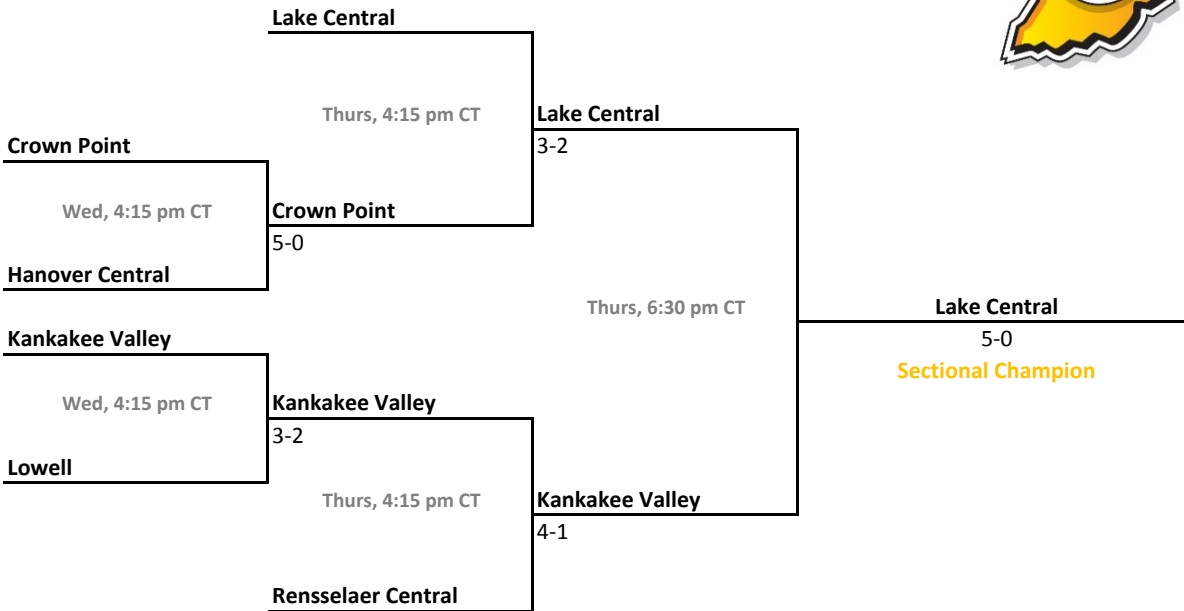 Lake Central
Thurs, 4:15 pm CT
Lake Central
3-2
Crown Point
Wed, 4:15 pm CT
Crown Point
5-0
Hanover Central
Thurs, 6:30 pm CT
Lake Central
5-0
Sectional Champion
Kankakee Valley
Wed, 4:15 pm CT
Kankakee Valley
3-2
Lowell
Thurs, 4:15 pm CT
Kankakee Valley
4-1
Rensselaer Central